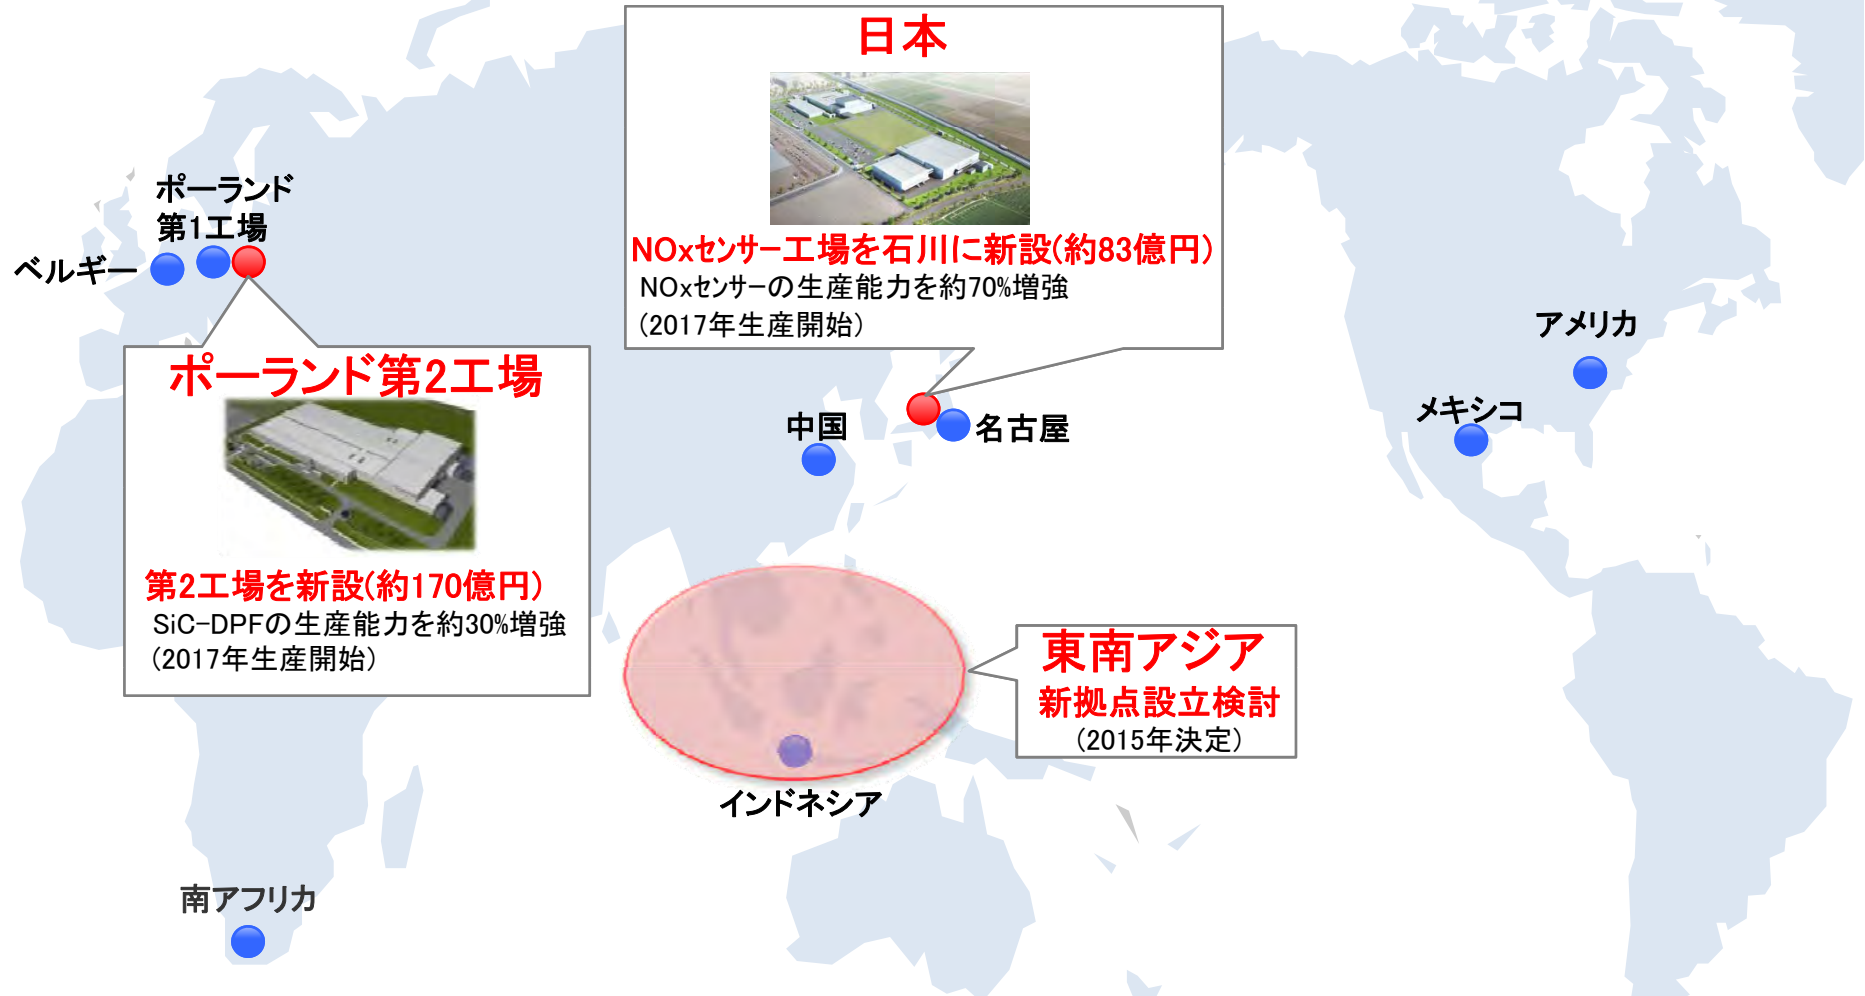 日本
NOxセンサー工場を石川に新設(約83億円)
NOxセンサーの生産能力を約70%増強
(2017年生産開始)
ポーランド
第1工場
ベルギー
ポーランド第2工場
第2工場を新設(約170億円)
SiC-DPFの生産能力を約30%増強
(2017年生産開始)
中国
名古屋
アメリカ
メキシコ
東南アジア
新拠点設立検討
(2015年決定)
インドネシア
南アフリカ